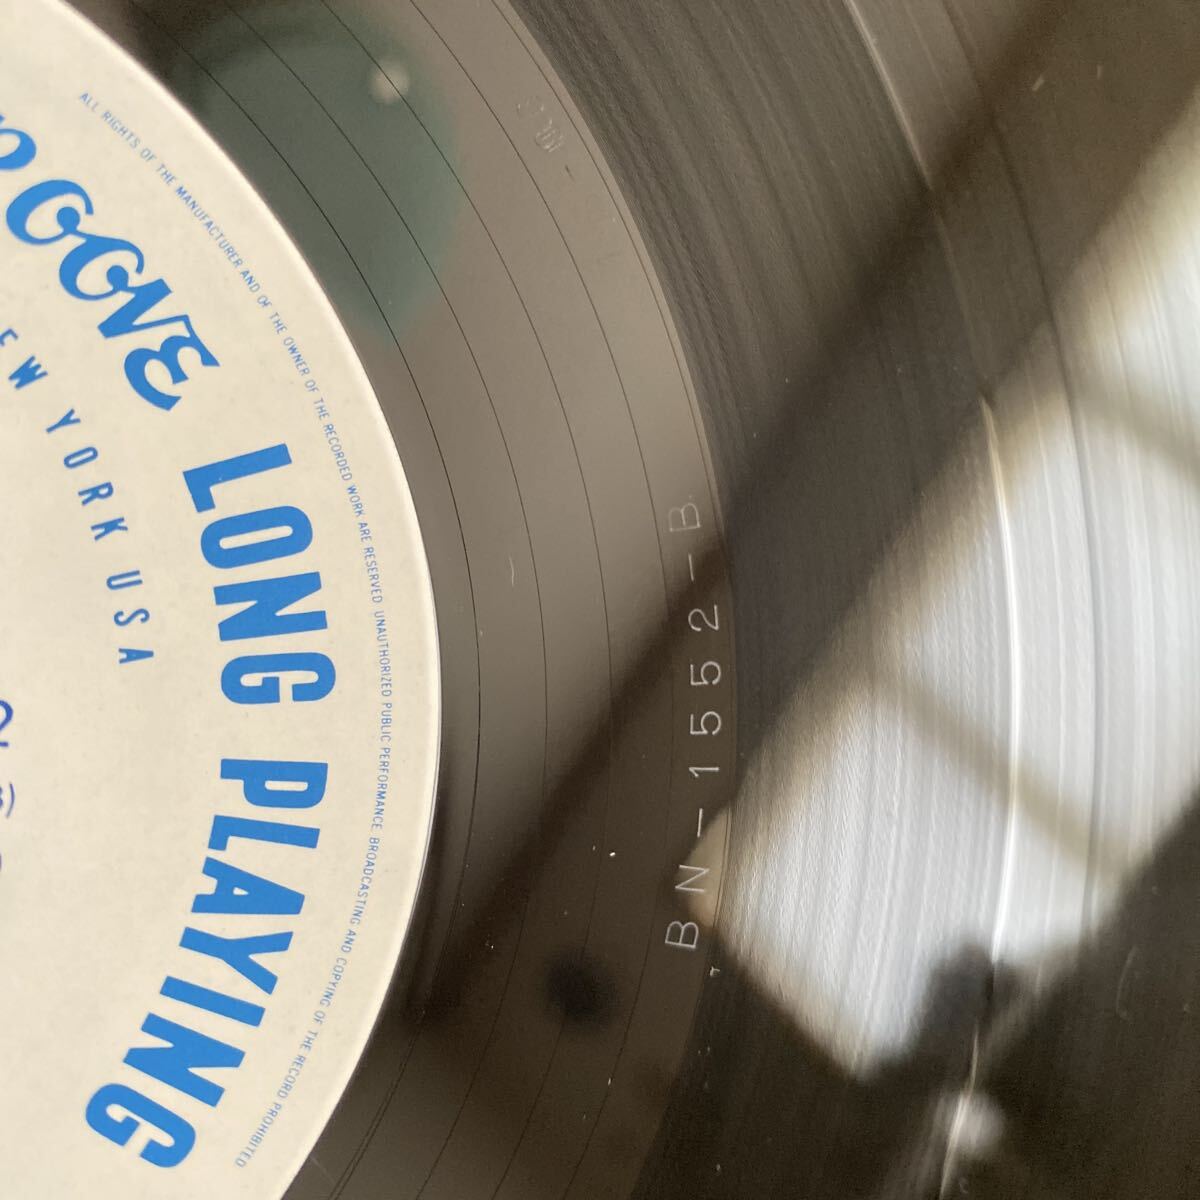 ALL RIGHTS OF THE MANUFACTURER AND OF THE OWNER OF THE RECORDED WORK ARE RESERVED UNAUTHORIZED PUBLIC PERFORMANCE BROADCASTING AND COPYING OF THE RECORD PROHIBITED
LONG PLAYING
YORK USA
BN-1552-B